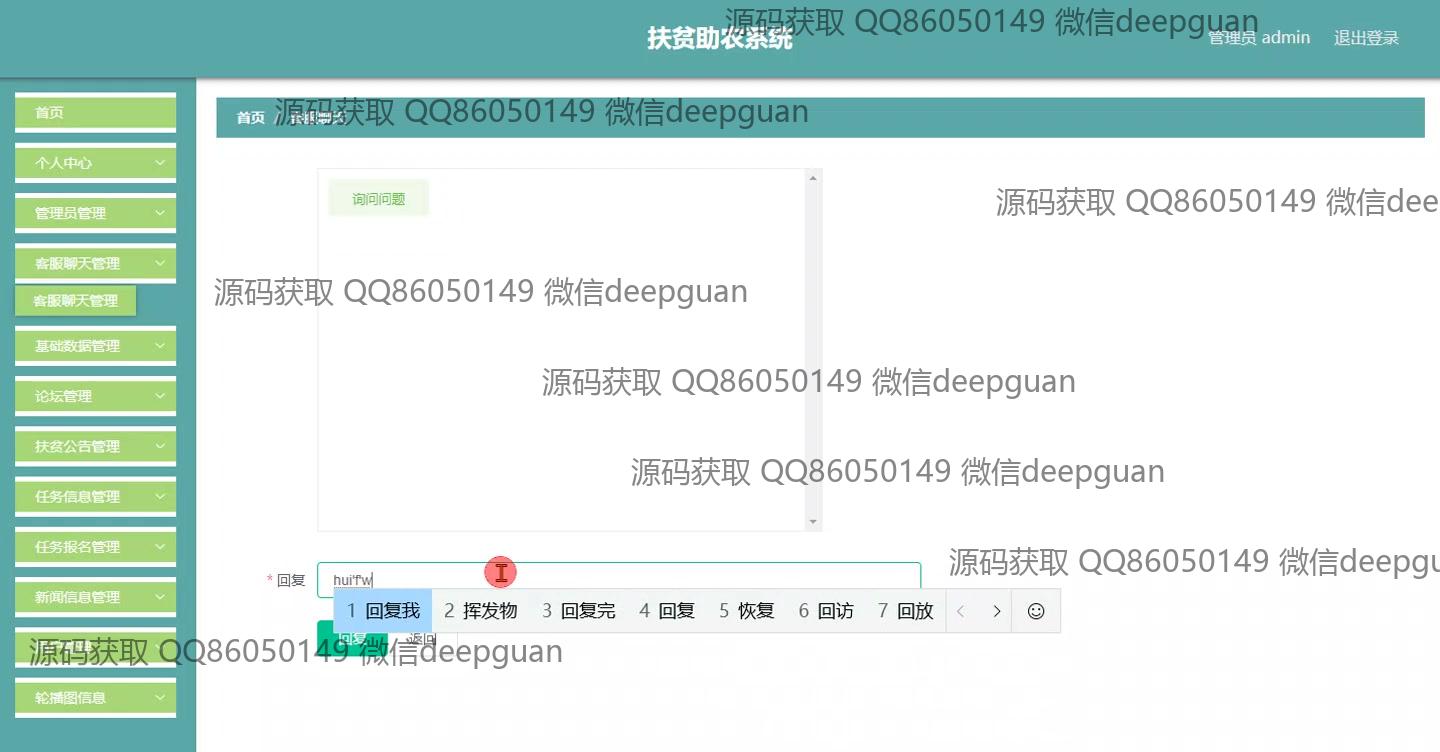 扶贫助农系统
源码获取 QQ86050149 微信deepguan
管理员 admin
退出登录
首页
个人中心
管理员管理
客服聊天管理
客服聊天管理
基础数据管理
论坛管理
扶贫公告管理
任务信息管理
任务报名管理
新闻信息管理
轮播图信息
首页 /
源码获取 QQ86050149 微信deepguan
询问问题
源码获取 QQ86050149 微信dee
源码获取 QQ86050149 微信deepguan
源码获取 QQ86050149 微信deepguan
源码获取 QQ86050149 微信deepguan
源码获取 QQ86050149 微信deepgu
* 回复
hui'f'w
1 回复我 2 挥发物 3 回复完 4 回复 5 恢复 6 回访 7 回放
回复
返回
源码获取 QQ86050149 微信deepguan